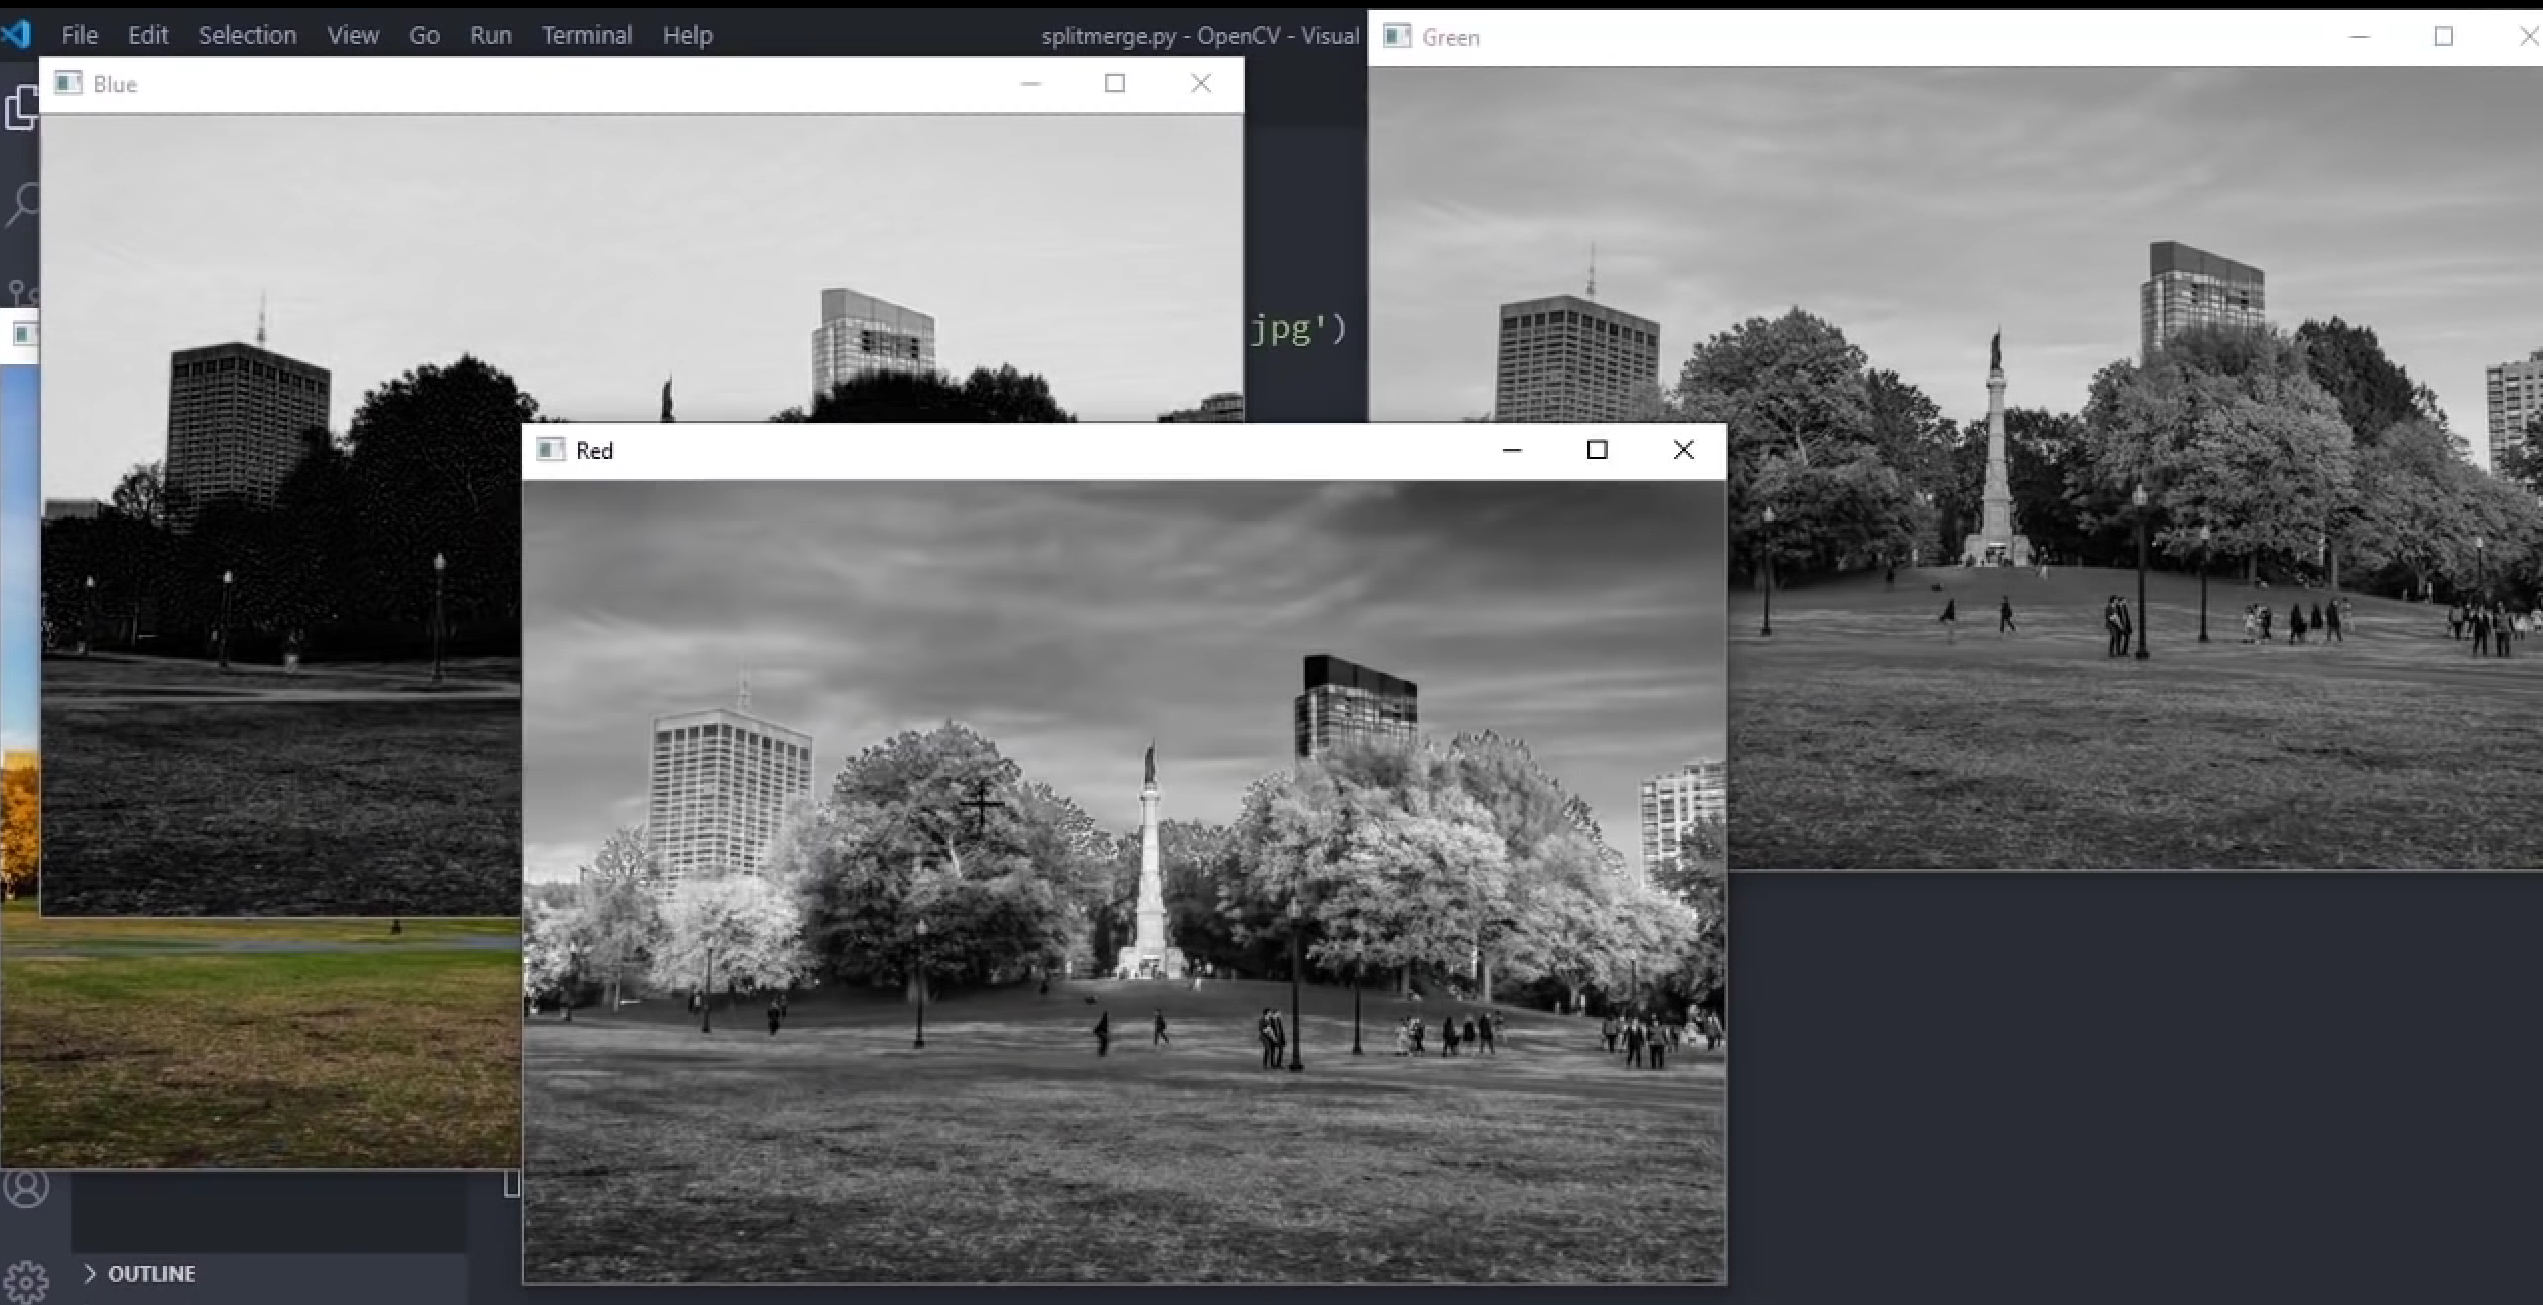 File Edit Selection View Go Run Terminal Help
splitmerge.py - OpenCV - Visual
Green
Blue
jpg')
Red
OUTLINE